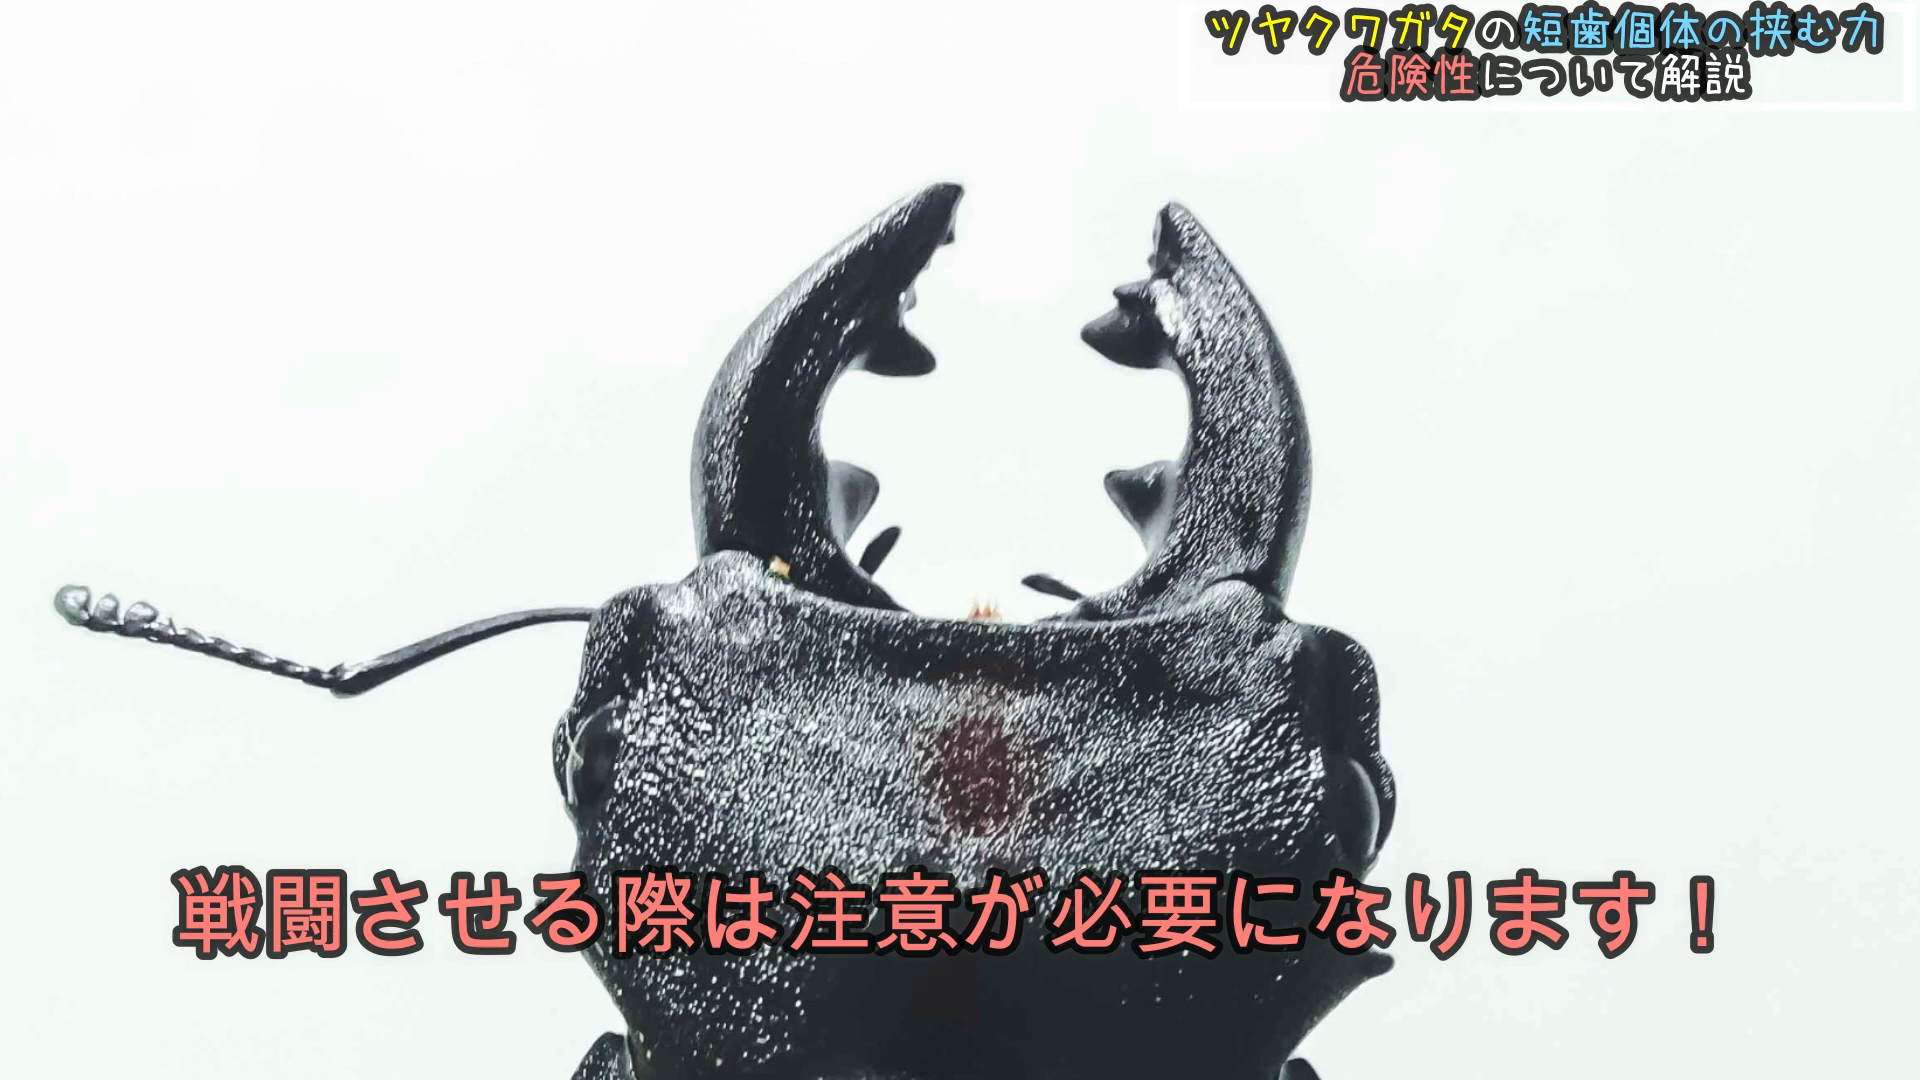 ツヤクワガタの短歯個体の挟む力
危険性について解説
戦闘させる際は注意が必要になります！